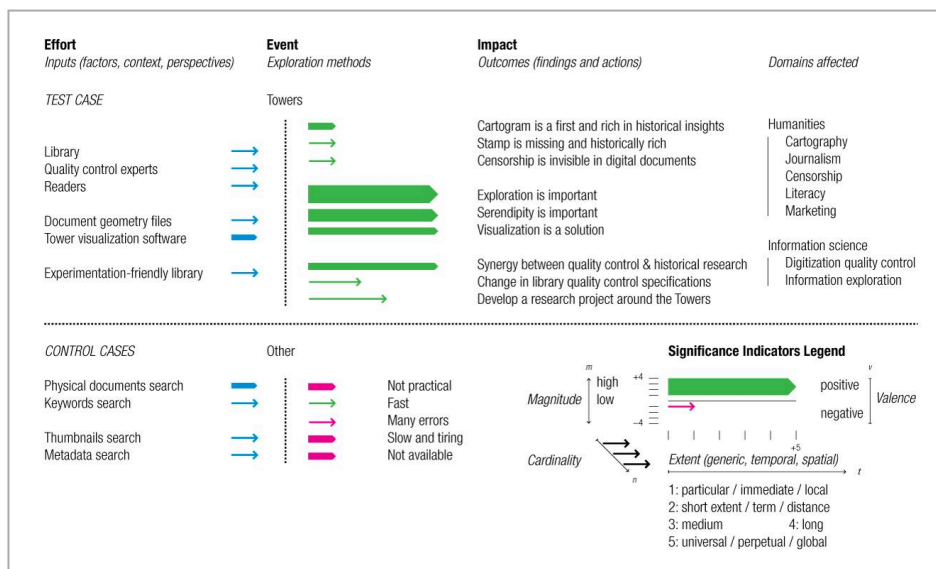 Effort
Inputs (factors, context, perspectives)
Event
Exploration methods
Impact
Outcomes (findings and actions)
Domains affected
TEST CASE
Towers
Library
Quality control experts
Readers
Document geometry files
Tower visualization software
Experimentation-friendly library
Cartogram is a first and rich in historical insights
Stamp is missing and historically rich
Censorship is invisible in digital documents
Exploration is important
Serendipity is important
Visualization is a solution
Synergy between quality control & historical research
Change in library quality control specifications
Develop a research project around the Towers
Humanities
Cartography
Journalism
Censorship
Literacy
Marketing
Information science
Digitization quality control
Information exploration
CONTROL CASES
Other
Physical documents search
Keywords search
Thumbnails search
Metadata search
Not practical
Fast
Many errors
Slow and tiring
Not available
Significance Indicators Legend
m
high
low
Magnitude
+4
−4
positive
negative
v
Valence
+5
Cardinality
n
Extent (generic, temporal, spatial)
t
1: particular / immediate / local
2: short extent / term / distance
3: medium 4: long
5: universal / perpetual / global